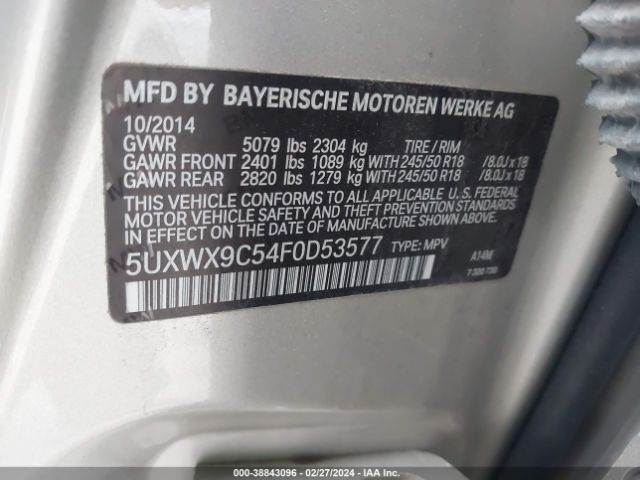 MFD BY BAYERISCHE MOTOREN WERKE AG
10/2014
GVWR 5079 lbs 2304 kg TIRE / RIM
GAWR FRONT 2401 lbs 1089 kg WITH 245/50 R18 /8.0J x 18
GAWR REAR 2820 lbs 1279 kg WITH 245/50 R18 /8.0J x 18
THIS VEHICLE CONFORMS TO ALL APPLICABLE U. S. FEDERAL
MOTOR VEHICLE SAFETY AND THEFT PREVENTION STANDARDS
IN EFFECT ON THE DATE OF MANUFACTURE SHOWN ABOVE.
5UXWX9C54F0D53577 TYPE: MPV A14M
7 300 730
000-38843096 / 02/27/2024 / IAA Inc.